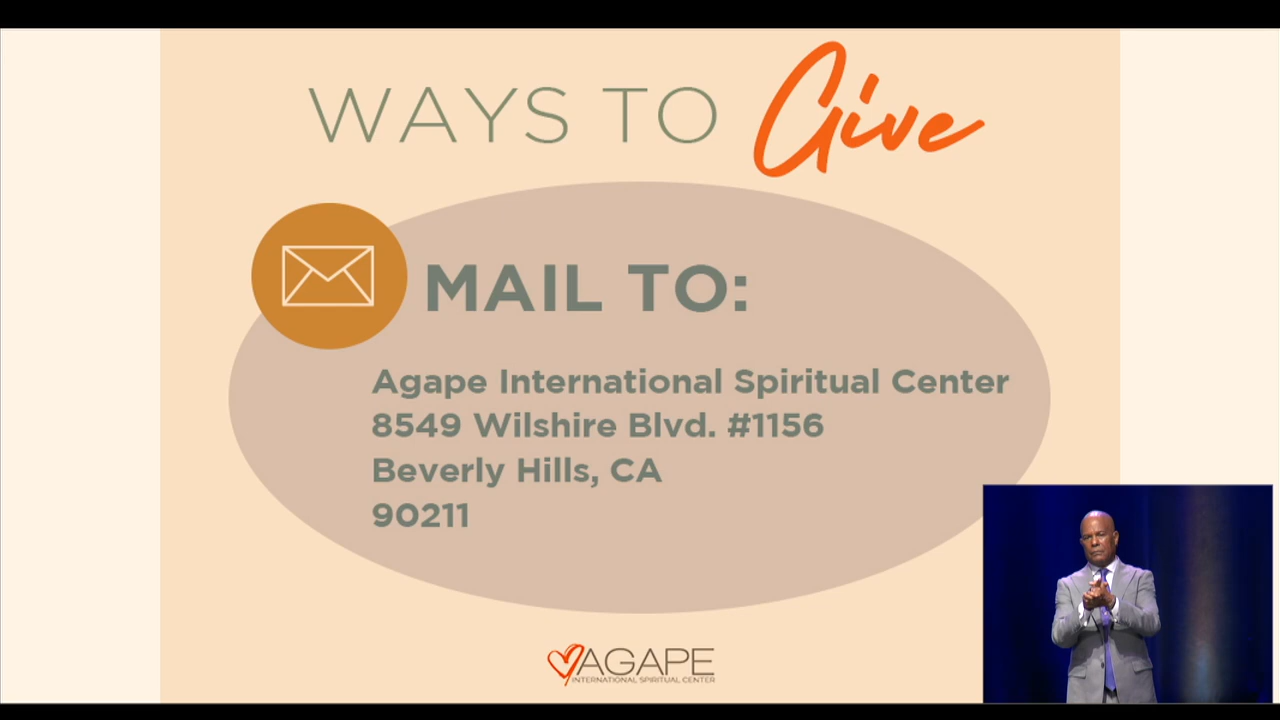 WAYS TO Give
MAIL TO:
Agape International Spiritual Center
8549 Wilshire Blvd. #1156
Beverly Hills, CA
90211
AGAPE
INTERNATIONAL SPIRITUAL CENTER